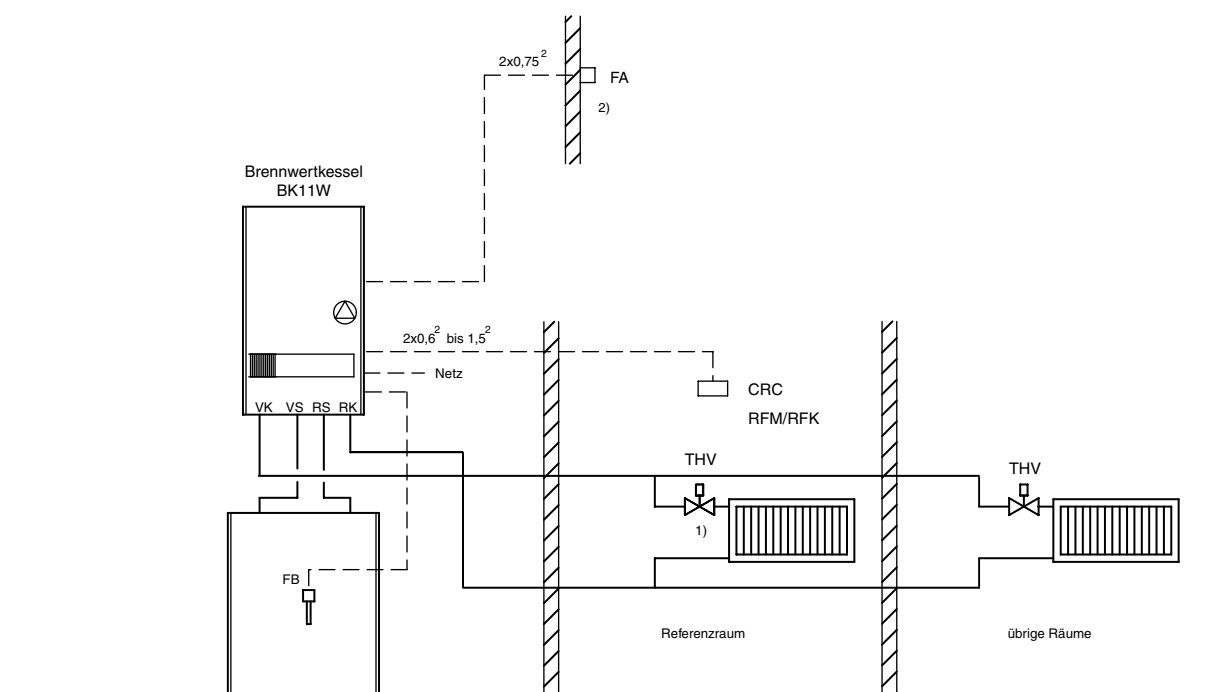 2x0,75²
FA
2)
Brennwertkessel
BK11W
2x0,6² bis 1,5²
Netz
CRC
RFM/RFK
VK VS RS RK
THV
THV
1)
FB
Referenzraum
übrige Räume